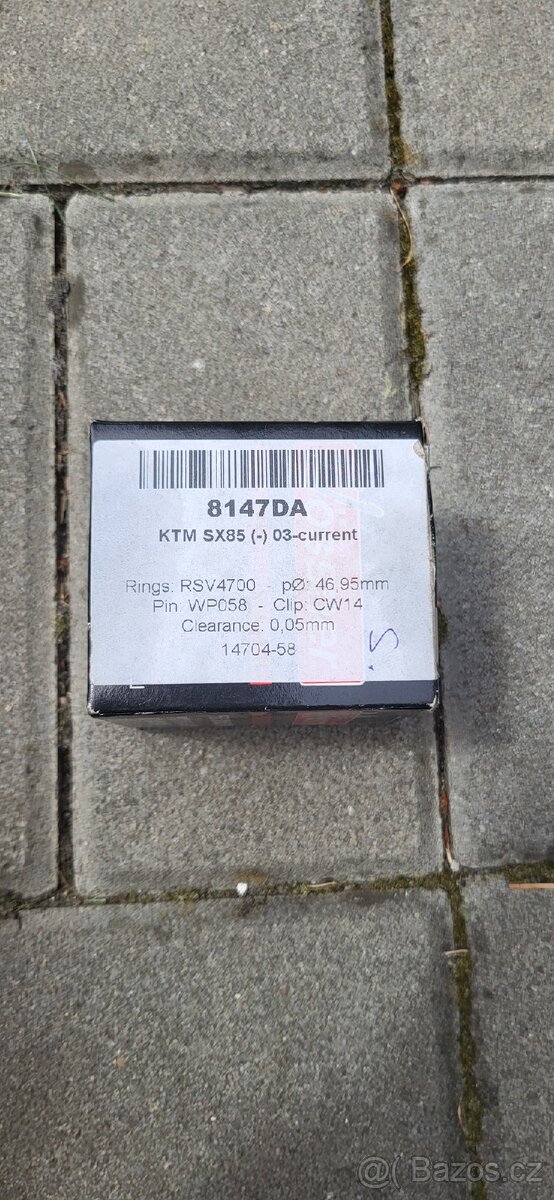 8147DA
KTM SX85 (-) 03-current
Rings: RSV4700 - pØ: 46,95mm
Pin: WP058 - Clip: CW14
Clearance: 0,05mm
14704-58
@ Bazos.cz